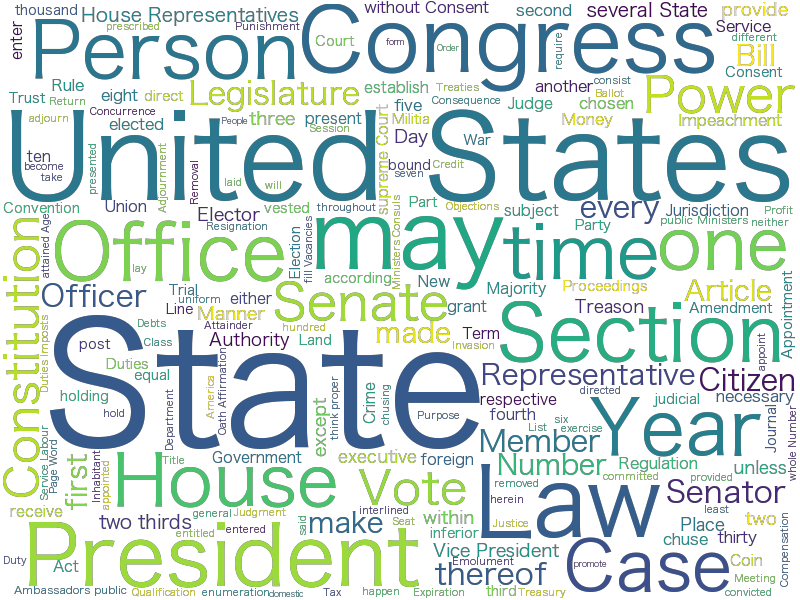 thousand
prescribed
House Representatives
Punishment
without Consent
second
several State
provide
enter
Person
Court
form
Order
Congress
require
Service
different
Bill
Consent
Rule
eight
direct
Legislature
establish
Treaties
another
consist
Ballot
Power
Trust
Return
Concurrence
three
present
five
Consequence
Judge
chosen
Impeachment
adjourn
elected
People
Session
Militia
Day
War
Money
United States
ten
become
take
presented
Adjournment
Removal
laid
will
supreme Court
bound
seven
Credit
Convention
Union
Elector
vested
throughout
Part
Objections
subject
every
Jurisdiction
Profit
attained Age
Resignation
Election
fill Vacancies
Ministers Consuls
public Ministers
neither
Constitution
Office
lay
may
time
Party
one
according
New
Majority
Proceedings
Appointment
Officer
Trial
uniform
Line
either
Manner
Senate
grant
Treason
Article
Amendment
Duties Imposts
Debts
Class
post
Attainder
hundred
Authority
Land
made
Term
Invasion
Section
appoint
Duties
equal
holding
hold
State
Department
America
Oath Affirmation
except
think proper
Crime
chusing
Purpose
Representative
directed
Citizen
respective
fourth
List
six
exercise
judicial
necessary
Journal
whole Number
Service Labour
Page Word
first
Inhabitant
appointed
Title
Government
executive
foreign
Member
Year
House
Vote
Number
Regulation
committed
provided
unless
receive
general
Judgment
said
interlined
Seat
within
removed
herein
Justice
Law
Senator
least
two thirds
entered
entitled
make
inferior
Place
chuse
two
thirty
Compensation
Duty
Act
President
Vice President
Emolument
thereof
Case
promote
Coin
Meeting
Ambassadors public
Qualification
enumeration
domestic
Tax
happen
Expiration
third
Treasury
convicted